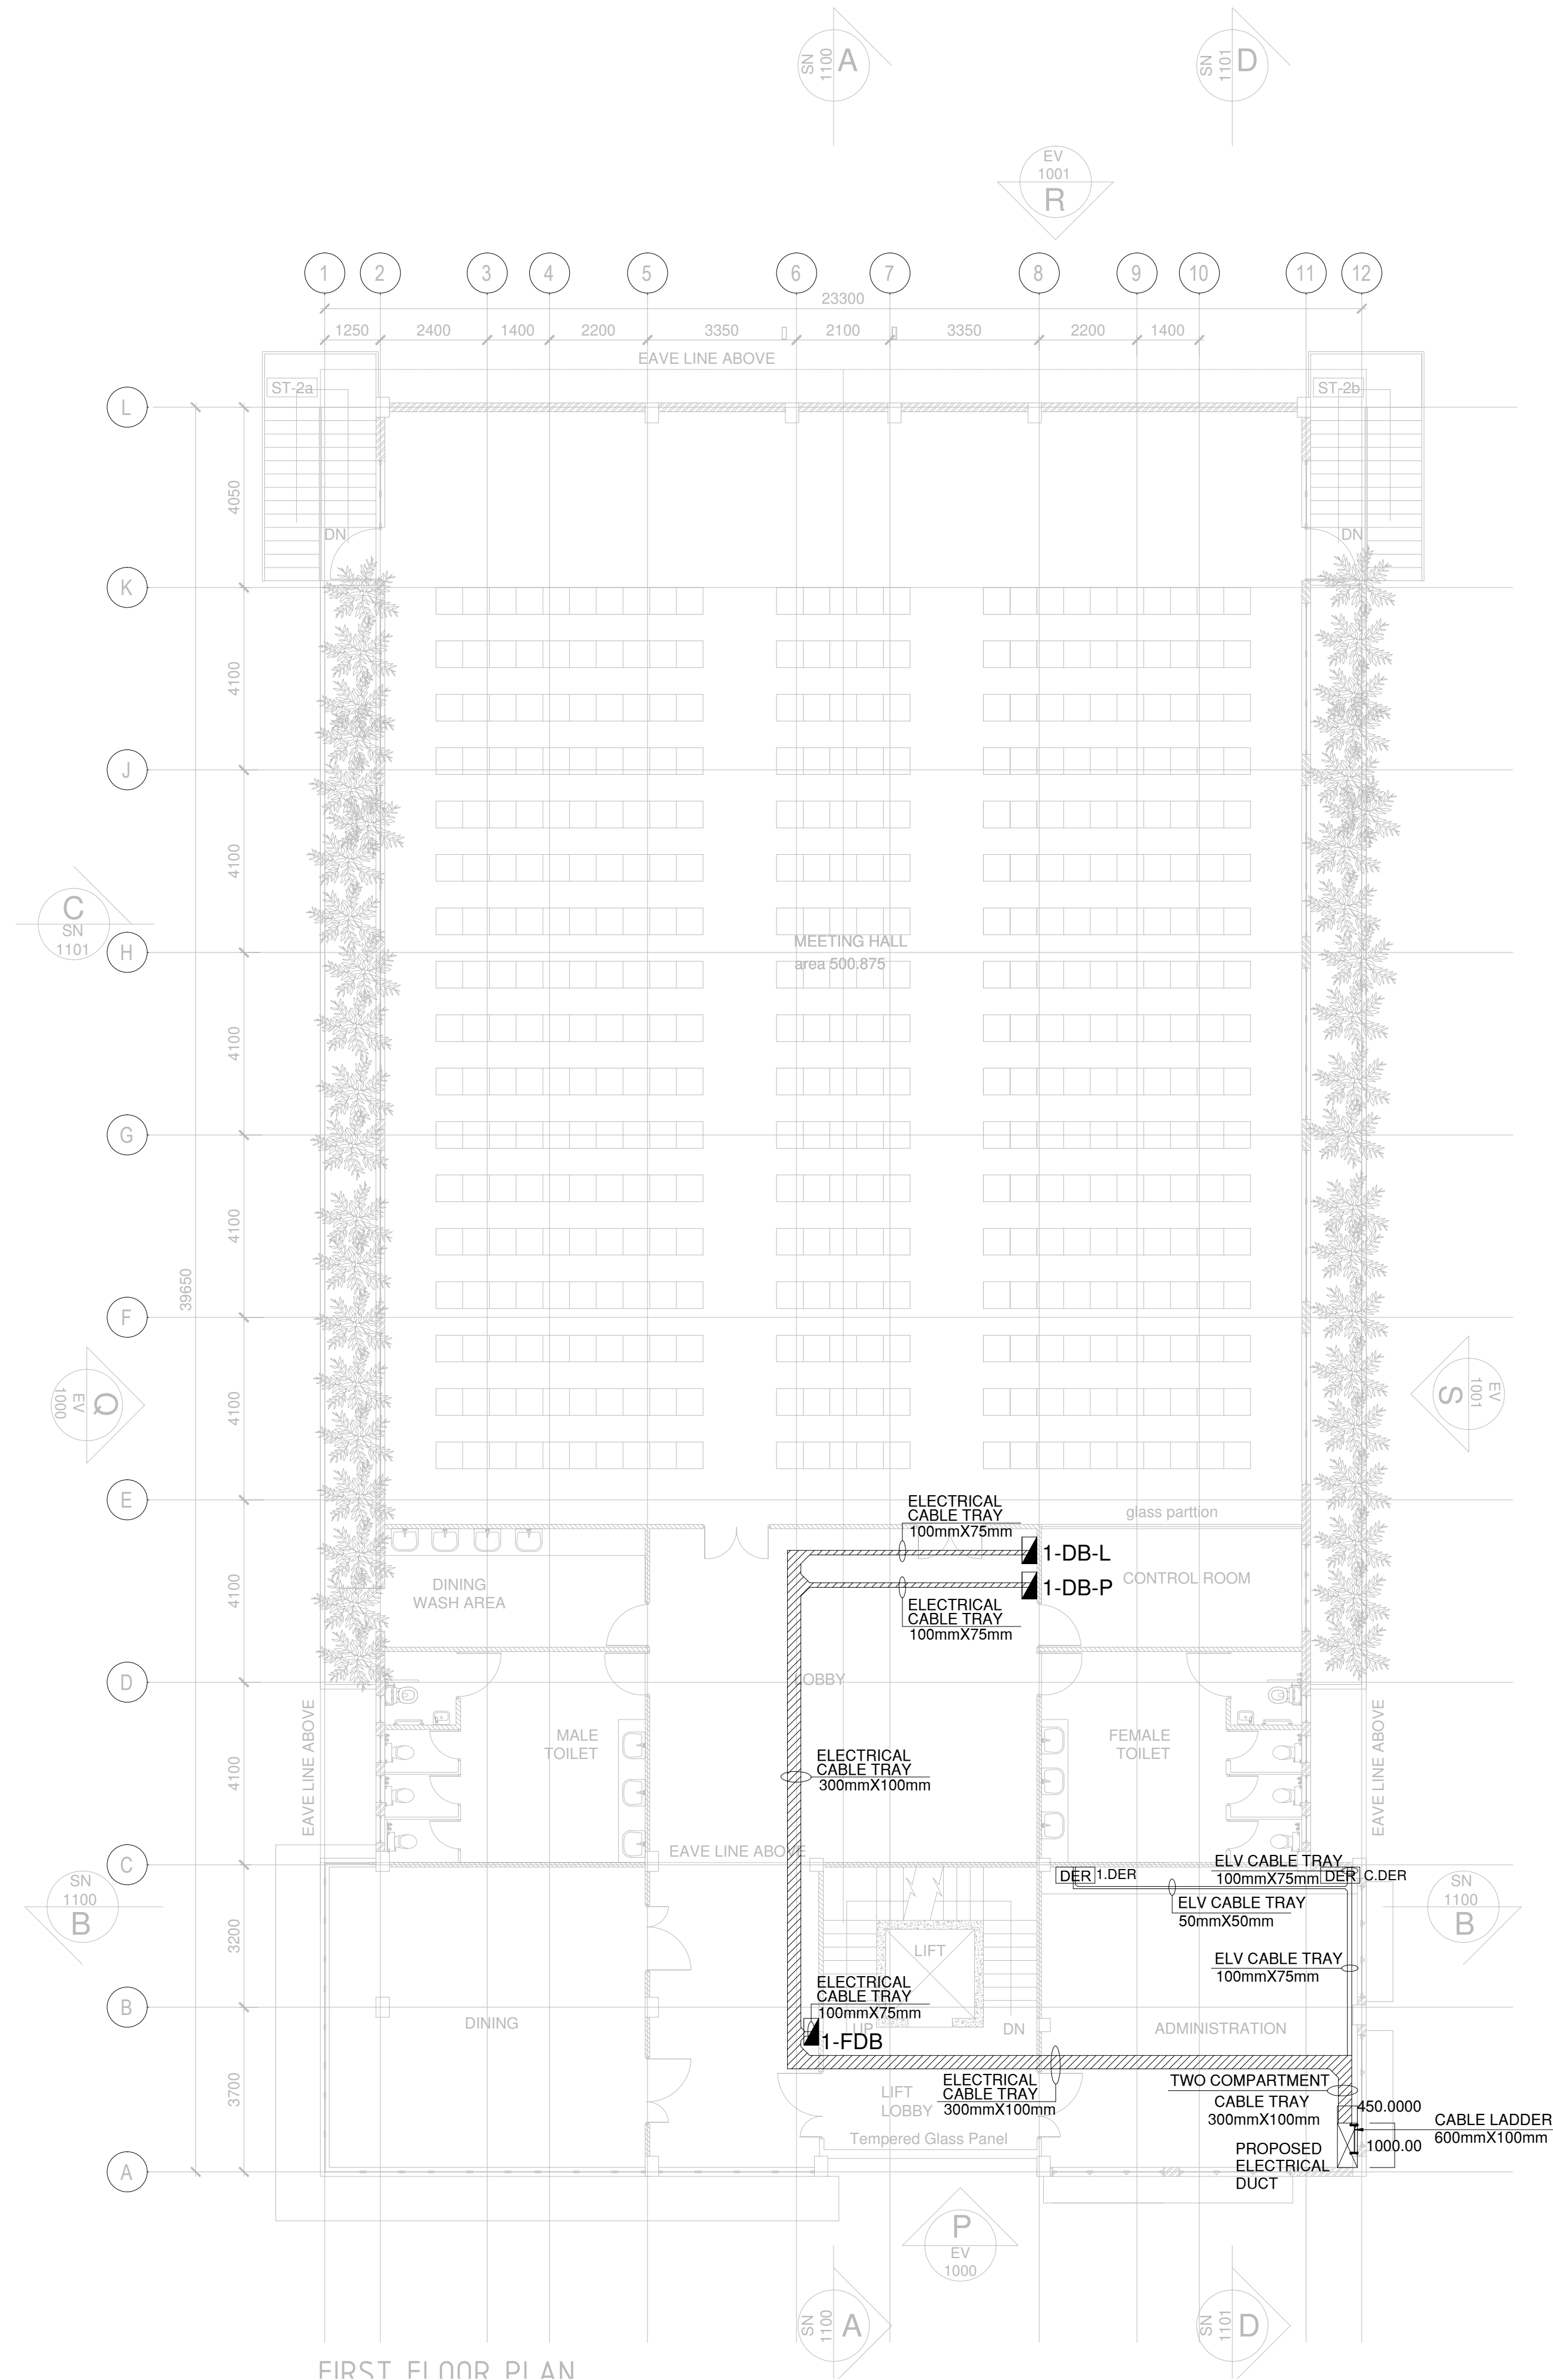 SN
1100
A
SN
1101
D
EV
1001
R
1
2
3
4
5
6
7
8
9
10
11
12
23300
1250
2400
1400
2200
3350
2100
3350
2200
1400
EAVE LINE ABOVE
ST-2a
ST-2b
L
4050
DN
DN
K
4100
J
4100
C
SN
1101
H
MEETING HALL
area 500.875
4100
G
4100
39650
F
Q
EV
1000
S
EV
1001
4100
E
ELECTRICAL
CABLE TRAY
100mmX75mm
glass parttion
1-DB-L
4100
DINING
WASH AREA
1-DB-P
CONTROL ROOM
ELECTRICAL
CABLE TRAY
100mmX75mm
D
LOBBY
EAVE LINE ABOVE
MALE
TOILET
FEMALE
TOILET
EAVE LINE ABOVE
4100
ELECTRICAL
CABLE TRAY
300mmX100mm
EAVE LINE ABOVE
C
ELV CABLE TRAY
100mmX75mm
DER
1.DER
DER
C.DER
SN
1100
B
SN
1100
B
ELV CABLE TRAY
50mmX50mm
3200
LIFT
ELV CABLE TRAY
100mmX75mm
ELECTRICAL
CABLE TRAY
100mmX75mm
B
DINING
UP
DN
ADMINISTRATION
1-FDB
3700
ELECTRICAL
CABLE TRAY
300mmX100mm
TWO COMPARTMENT
CABLE TRAY
300mmX100mm
LIFT
LOBBY
450.0000
CABLE LADDER
600mmX100mm
Tempered Glass Panel
1000.00
PROPOSED
ELECTRICAL
DUCT
A
P
EV
1000
SN
1100
A
SN
1101
D
FIRST FLOOR PLAN